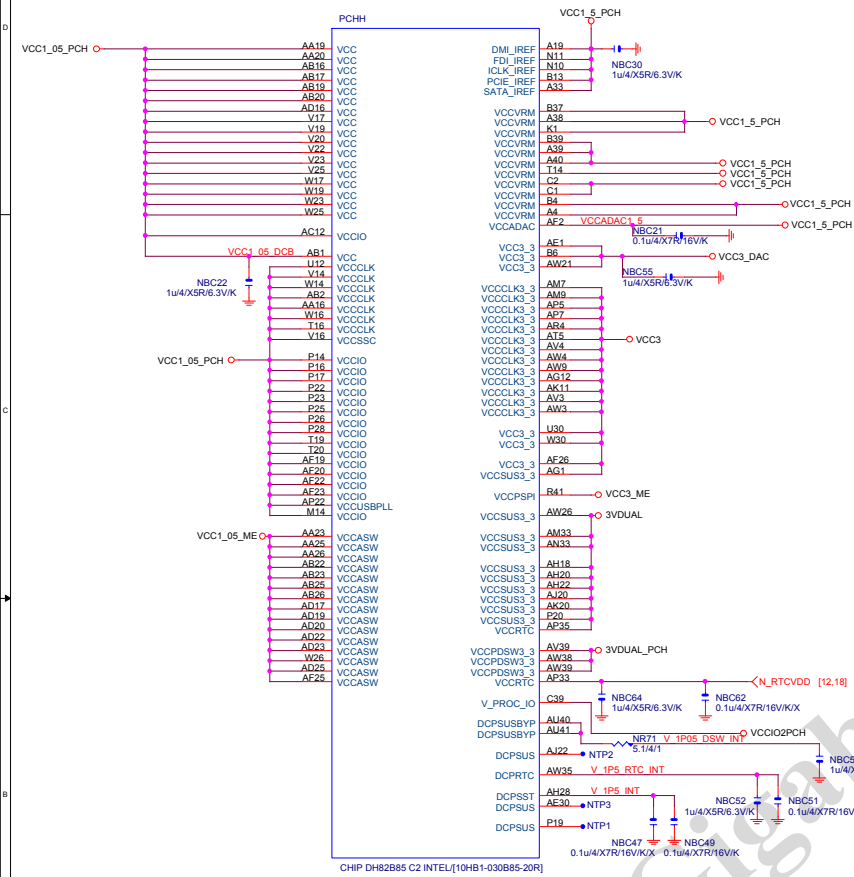 D
C
B
PCHH
VCC1_5_PCH
VCC1_05_PCH
AA19 VCC
AA20 VCC
AB16 VCC
AB17 VCC
AB19 VCC
AB20 VCC
AD16 VCC
V17 VCC
V19 VCC
V20 VCC
V22 VCC
V23 VCC
V25 VCC
W17 VCC
W19 VCC
W23 VCC
W25 VCC
AC12 VCCIO
VCC1_05_DCB AB1 VCC
U12 VCCCLK
V14 VCCCLK
W14 VCCCLK
AB2 VCCCLK
AA16 VCCCLK
W16 VCCCLK
T16 VCCCLK
V16 VCCSSC
NBC22
1u/4/X5R/6.3V/K
VCC1_05_PCH
P14 VCCIO
P16 VCCIO
P17 VCCIO
P22 VCCIO
P23 VCCIO
P25 VCCIO
P26 VCCIO
P28 VCCIO
T19 VCCIO
T20 VCCIO
AF19 VCCIO
AF20 VCCIO
AF22 VCCIO
AF23 VCCIO
AP22 VCCUSBPLL
M14 VCCIO
VCC1_05_ME
AA23 VCCASW
AA25 VCCASW
AA26 VCCASW
AB22 VCCASW
AB23 VCCASW
AB25 VCCASW
AB26 VCCASW
AD17 VCCASW
AD19 VCCASW
AD20 VCCASW
AD22 VCCASW
AD23 VCCASW
W26 VCCASW
AD25 VCCASW
AF25 VCCASW
DMI_IREF A19
FDI_IREF N11
ICLK_IREF N10
PCIE_IREF B13
SATA_IREF A33
NBC30
1u/4/X5R/6.3V/K
VCCVRM B37
VCCVRM A38 VCC1_5_PCH
VCCVRM K1
VCCVRM B39
VCCVRM A39
VCCVRM A40 VCC1_5_PCH
VCCVRM T14 VCC1_5_PCH
VCCVRM C2 VCC1_5_PCH
VCCVRM C1
VCCVRM B4 VCC1_5_PCH
VCCVRM A4
VCCADAC AF2 VCCADAC1_5 VCC1_5_PCH
NBC21
0.1u/4/X7R/16V/K
VCC3_3 AE1
VCC3_3 B6 VCC3_DAC
VCC3_3 AW21
NBC55
1u/4/X5R/6.3V/K
VCCCLK3_3 AM7
VCCCLK3_3 AM9
VCCCLK3_3 AP5
VCCCLK3_3 AP7
VCCCLK3_3 AR4
VCCCLK3_3 AT5 VCC3
VCCCLK3_3 AV4
VCCCLK3_3 AW4
VCCCLK3_3 AW9
VCCCLK3_3 AG12
VCCCLK3_3 AK11
VCCCLK3_3 AV3
VCCCLK3_3 AW3
VCC3_3 U30
VCC3_3 W30
VCC3_3 AF26
VCCSUS3_3 AG1
VCCPSPI R41 VCC3_ME
VCCSUS3_3 AW26 3VDUAL
VCCSUS3_3 AM33
VCCSUS3_3 AN33
VCCSUS3_3 AH18
VCCSUS3_3 AH20
VCCSUS3_3 AH22
VCCSUS3_3 AJ20
VCCSUS3_3 AK20
VCCSUS3_3 P20
VCCRTC AP35
VCCPDSW3_3 AV39 3VDUAL_PCH
VCCPDSW3_3 AW38
VCCPDSW3_3 AW39
VCCRTC AP33 N_RTCVDD [12,18]
NBC64
1u/4/X5R/6.3V/K
NBC62
0.1u/4/X7R/16V/K/X
V_PROC_IO C39 VCCIO2PCH
DCPSUSBYP AU40
DCPSUSBYP AU41
NR71 V_1P05_DSW_INT
5.1/4/1
DCPSUS AJ22 NTP2
DCPRTC AW35 V_1P5_RTC_INT
NBC52
1u/4/X5R/6.3V/K
NBC51
DCPSST AH28 V_1P5_INT
DCPSUS AE30 NTP3
DCPSUS P19 NTP1
NBC47
0.1u/4/X7R/16V/K/X
NBC49
0.1u/4/X7R/16V/K
CHIP DH82B85 C2 INTEL/[10HB1-030B85-20R]